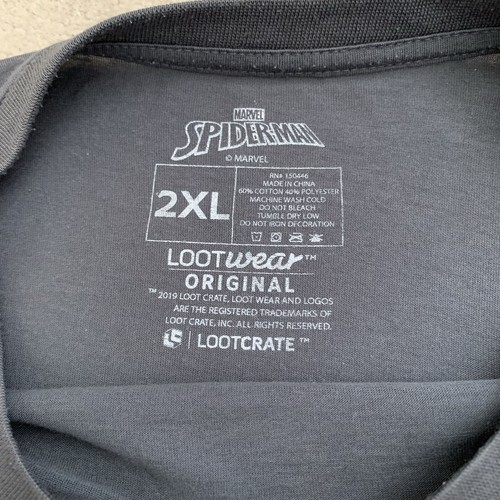 MARVEL
SPIDER-MAN
© MARVEL
2XL
RN# 150446
MADE IN CHINA
60% COTTON 40% POLYESTER
MACHINE WASH COLD
DO NOT BLEACH
TUMBLE DRY LOW
DO NOT IRON DECORATION
LOOTwear™
ORIGINAL
™ 2019 LOOT CRATE, LOOT WEAR AND LOGOS
ARE THE REGISTERED TRADEMARKS OF
LOOT CRATE, INC. ALL RIGHTS RESERVED.
LOOTCRATE™